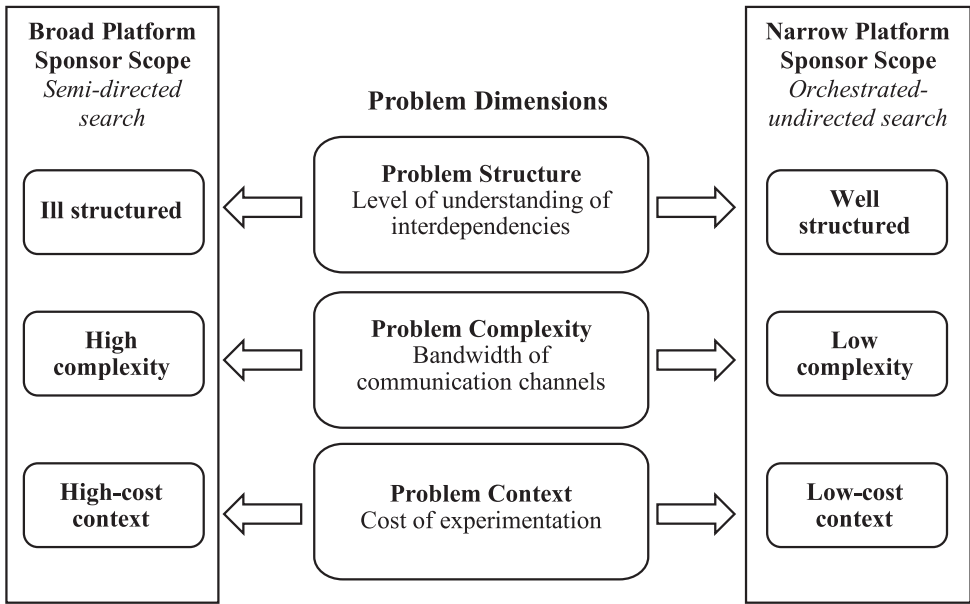 Broad Platform
Sponsor Scope
Semi-directed
search
Ill structured
High
complexity
High-cost
context
Problem Dimensions
Problem Structure
Level of understanding of
interdependencies
Problem Complexity
Bandwidth of
communication channels
Problem Context
Cost of experimentation
Narrow Platform
Sponsor Scope
Orchestrated-
undirected search
Well
structured
Low
complexity
Low-cost
context